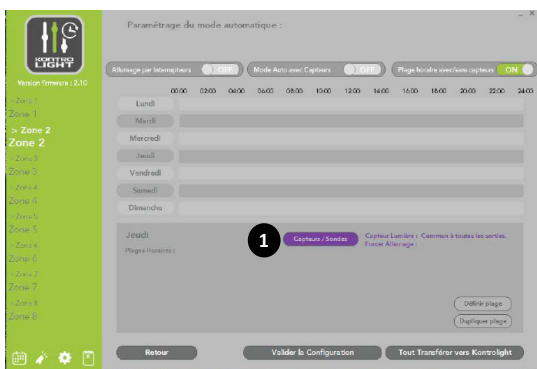 Paramétrage du mode automatique :
KONTRO
LIGHT
Version firmware : 2.10
Allumage par Interrupteurs OFF
Mode Auto avec Capteurs OFF
Plage horaire avec/sans capteurs ON
00:00 02:00 04:00 06:00 08:00 10:00 12:00 14:00 16:00 18:00 20:00 22:00 24:00
> Zone 1
Zone 1
> Zone 2
Zone 2
> Zone 3
Zone 3
> Zone 4
Zone 4
> Zone 5
Zone 5
> Zone 6
Zone 6
> Zone 7
Zone 7
> Zone 8
Zone 8
Lundi
Mardi
Mercredi
Jeudi
Vendredi
Samedi
Dimanche
Jeudi
Plages Horaires :
1
Capteurs / Sondes
Capteur Lumière : Commun à toutes les sorties.
Forcer Allumage :
Définir plage
Dupliquer plage
Retour
Valider la Configuration
Tout Transférer vers Kontrolight